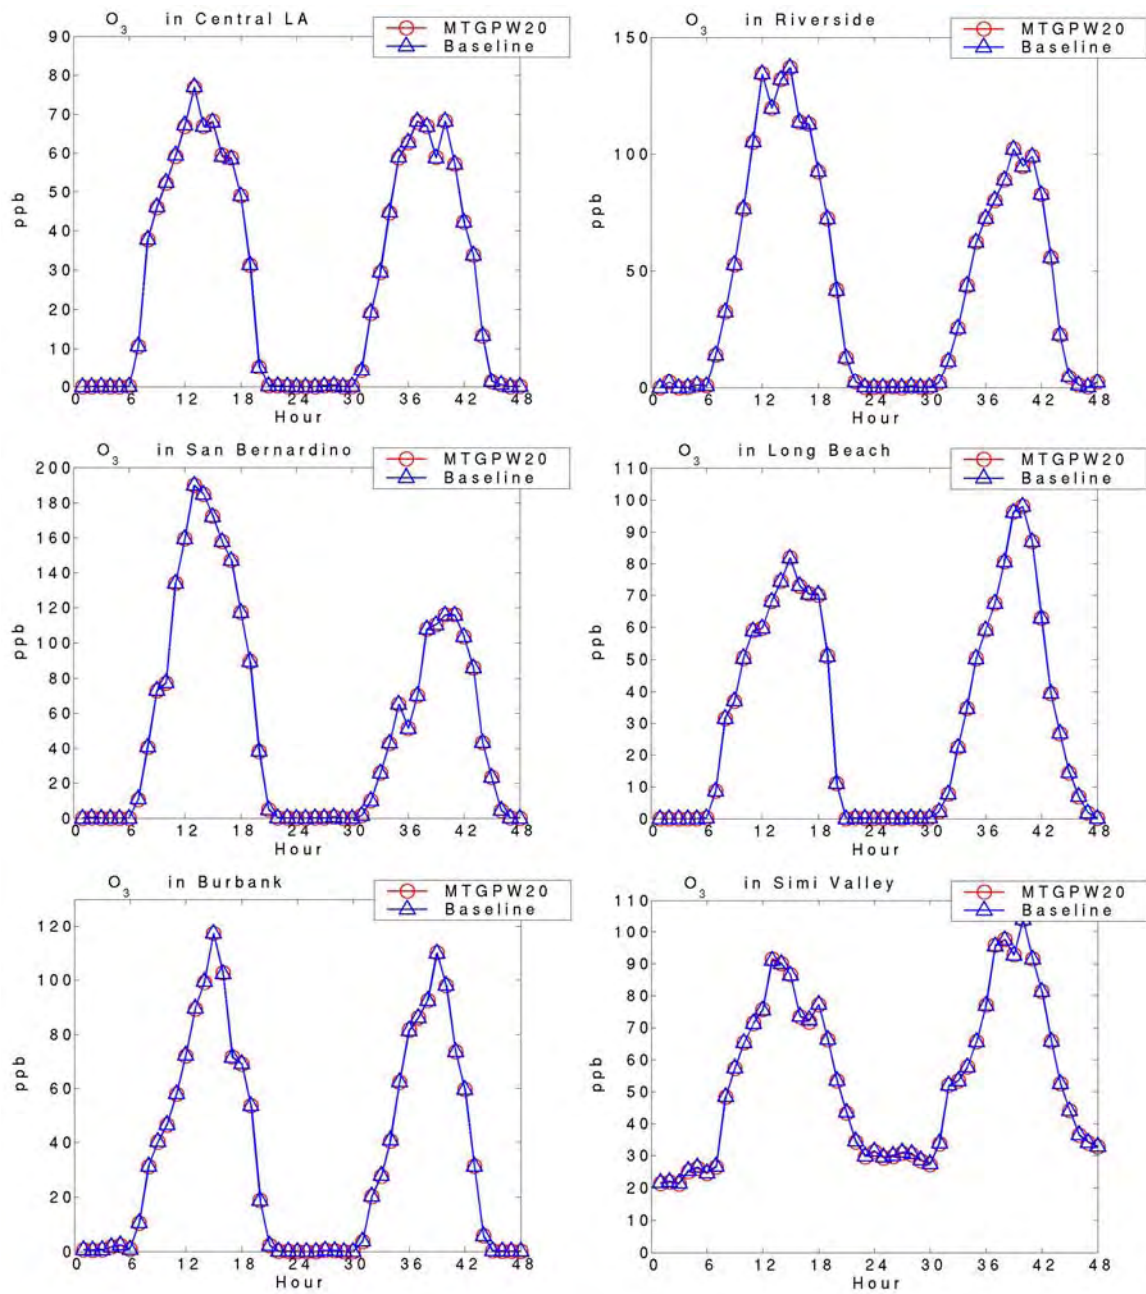 O3 in Central LA
MTGPW20
Baseline
90
80
70
60
50
40
30
20
10
0
ppb
0 6 12 18 24 30 36 42 48
Hour
O3 in Riverside
MTGPW20
Baseline
150
100
50
0
ppb
0 6 12 18 24 30 36 42 48
Hour
O3 in San Bernardino
MTGPW20
Baseline
200
180
160
140
120
100
80
60
40
20
0
ppb
0 6 12 18 24 30 36 42 48
Hour
O3 in Long Beach
MTGPW20
Baseline
110
100
90
80
70
60
50
40
30
20
10
0
ppb
0 6 12 18 24 30 36 42 48
Hour
O3 in Burbank
MTGPW20
Baseline
120
100
80
60
40
20
0
ppb
0 6 12 18 24 30 36 42 48
Hour
O3 in Simi Valley
MTGPW20
Baseline
110
100
90
80
70
60
50
40
30
20
10
0
ppb
0 6 12 18 24 30 36 42 48
Hour